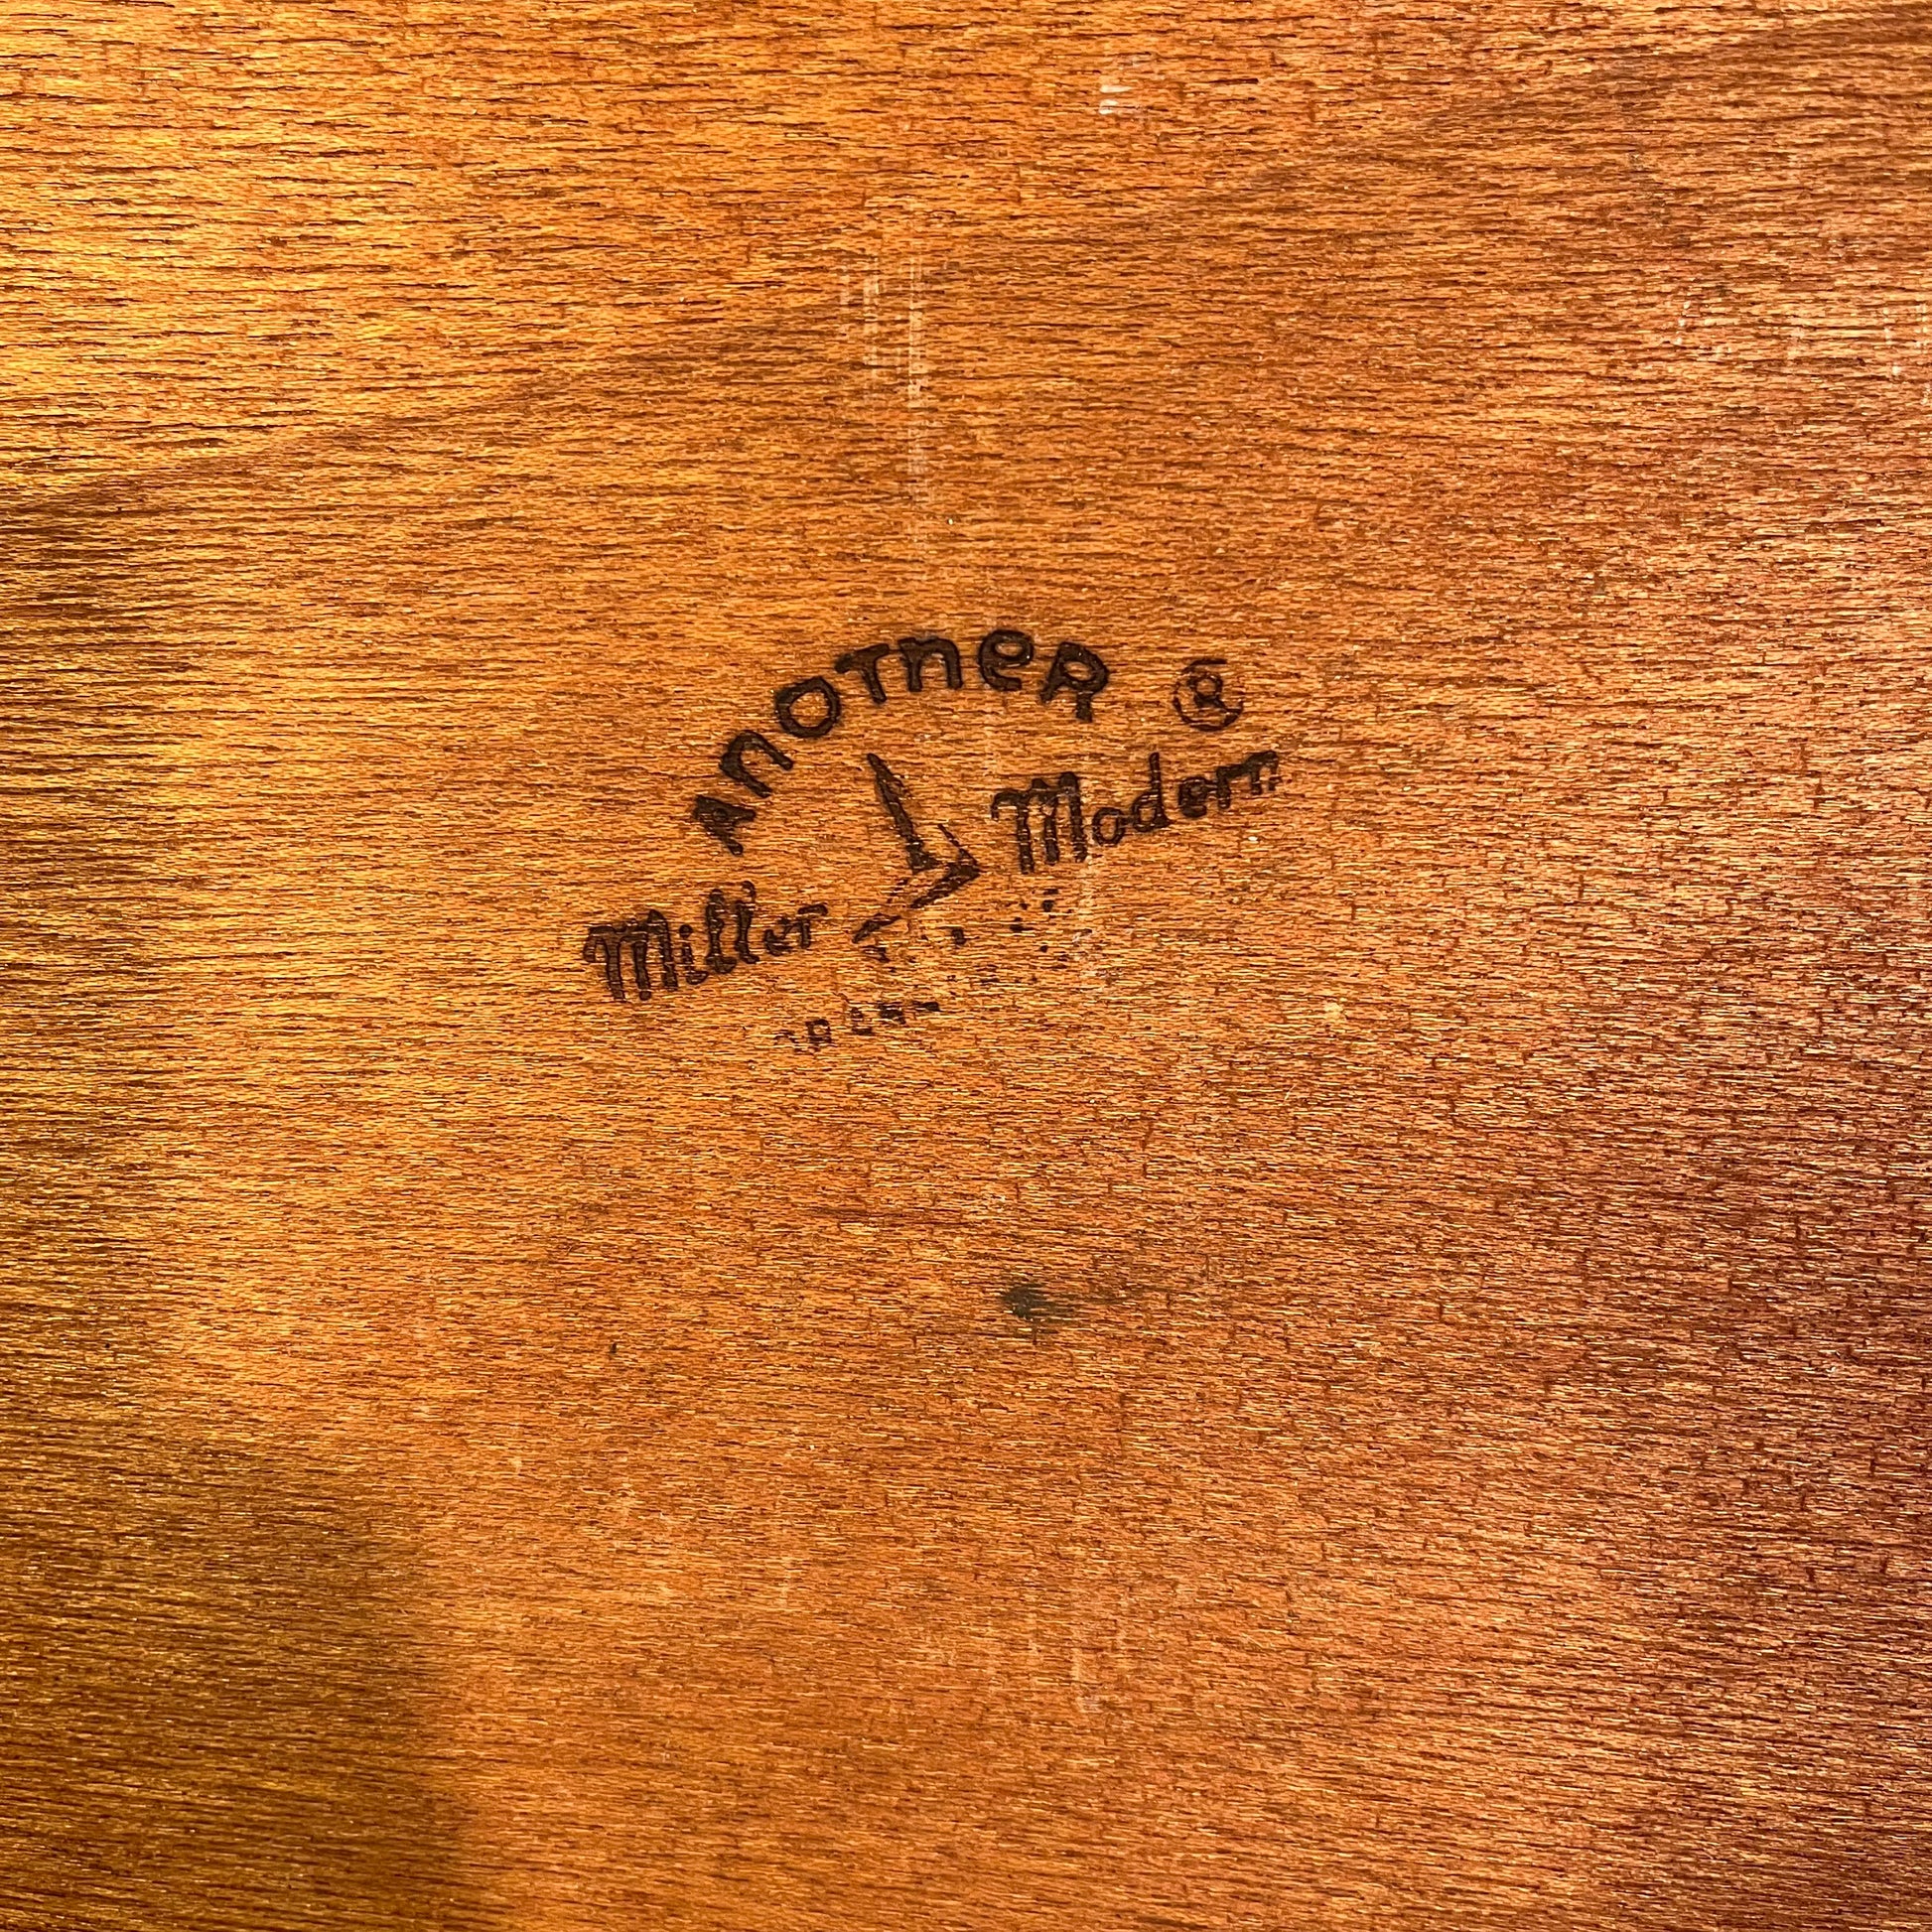 ANOTHER ®
Miller Modern